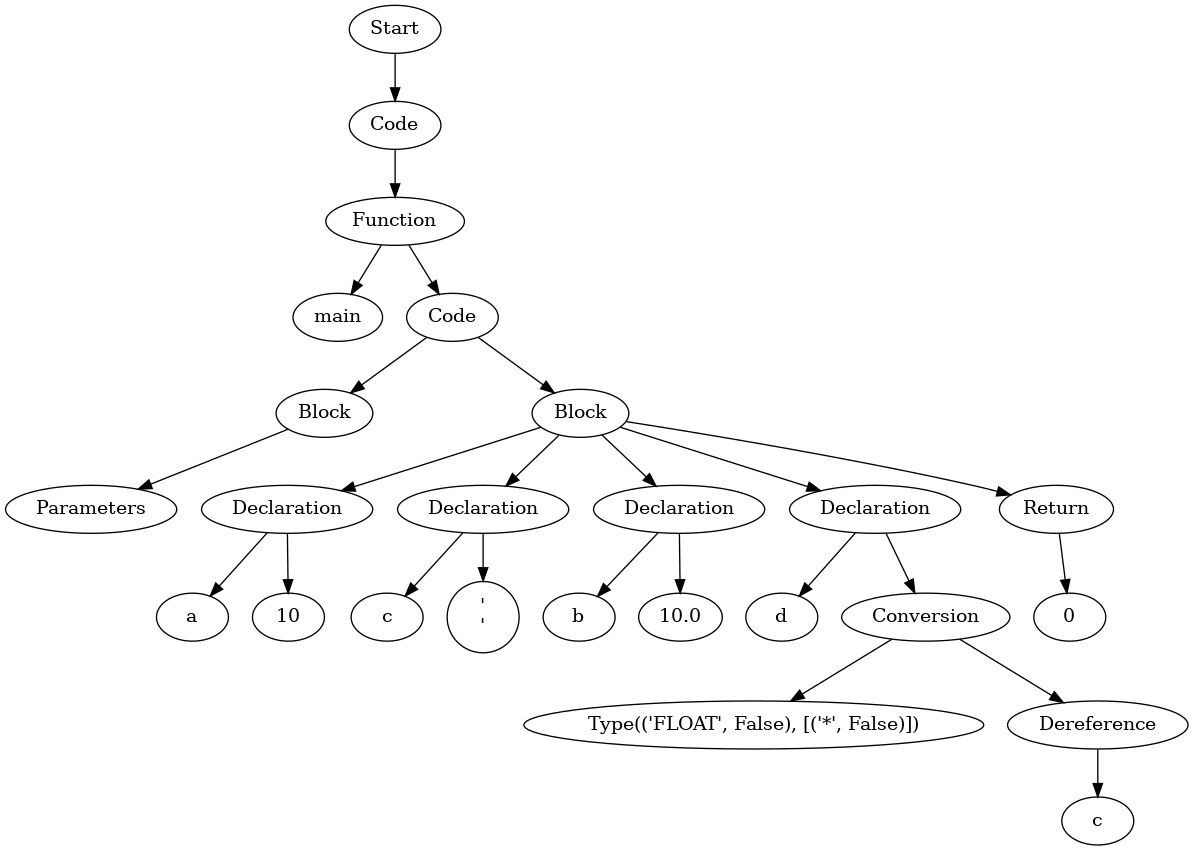 Start
Code
Function
main
Code
Block
Block
Parameters
Declaration
Declaration
Declaration
Declaration
Return
a
10
c
'
'
b
10.0
d
Conversion
0
Type(('FLOAT', False), [('*', False)])
Dereference
c